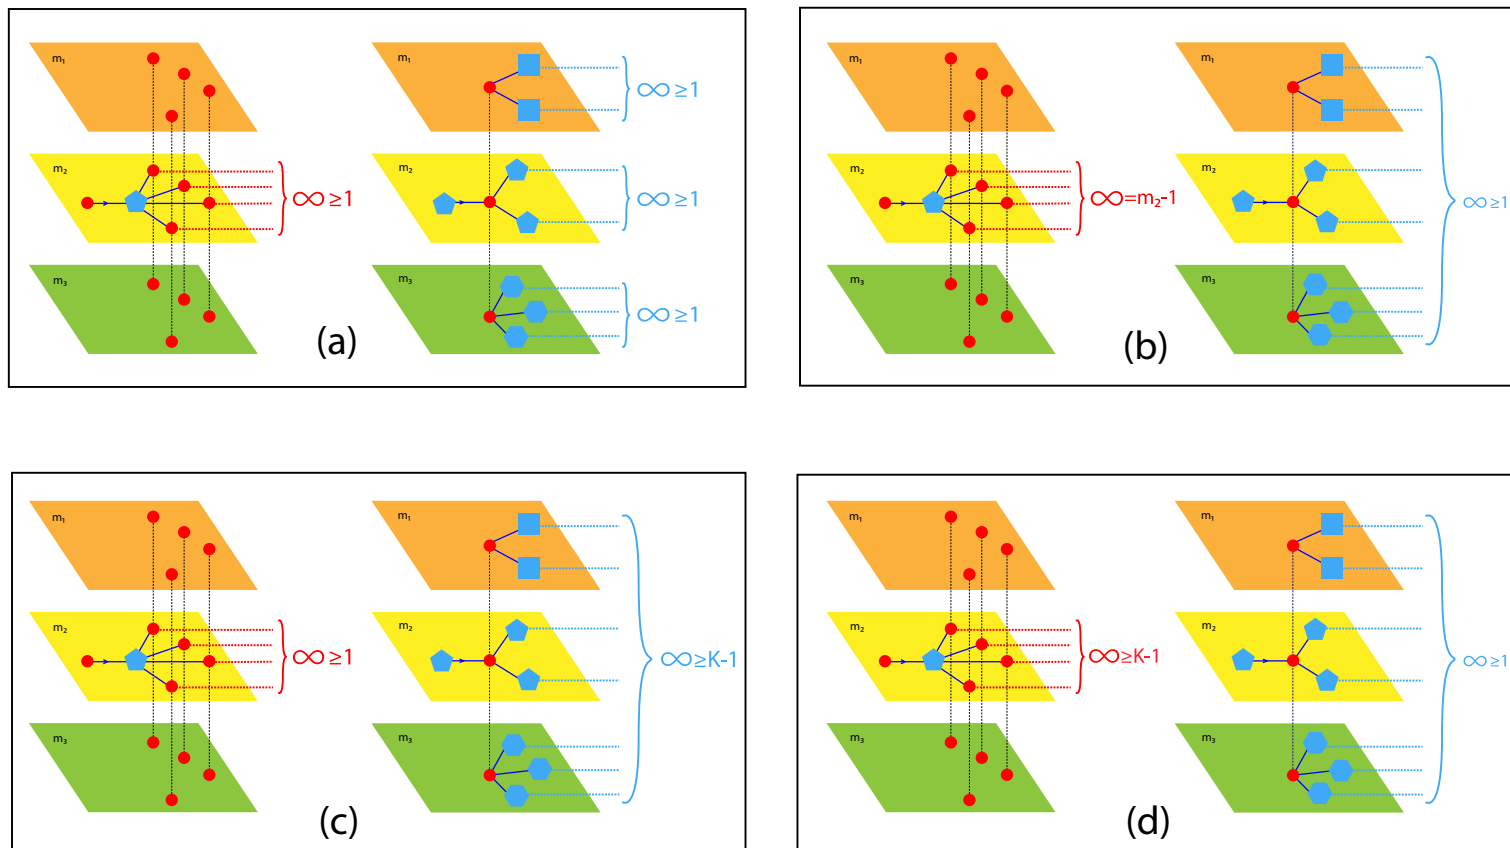 m₁
m₂
m₃
∞ ≥1
m₁
m₂
m₃
∞ ≥1
∞ ≥1
∞ ≥1
(a)
m₁
m₂
m₃
∞=m₂-1
m₁
m₂
m₃
∞ ≥1
(b)
m₁
m₂
m₃
∞ ≥1
m₁
m₂
m₃
∞≥K-1
(c)
m₁
m₂
m₃
∞≥K-1
m₁
m₂
m₃
∞ ≥1
(d)